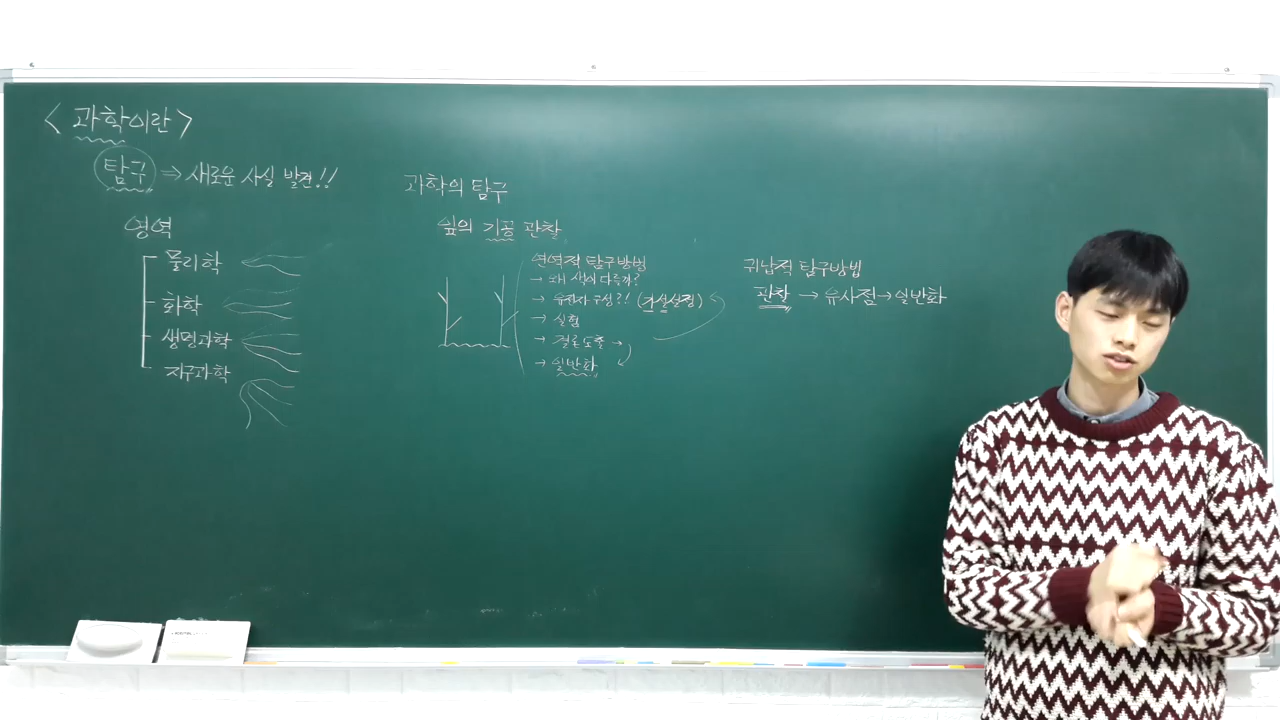 <과학이란>
탐구 ⇒ 새로운 사실 발견!!
영역
물리학
화학
생명과학
지구과학
과학의 탐구
잎의 기공 관찰
연역적 탐구방법
→ 왜 색이 다를까?
→ 유전자 구성?! (가설설정)
→ 실험
→ 결론도출 →
→ 일반화
귀납적 탐구방법
관찰 → 유사점 → 일반화